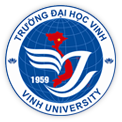 TRƯỜNG ĐẠI HỌC VINH
1959
VINH UNIVERSITY